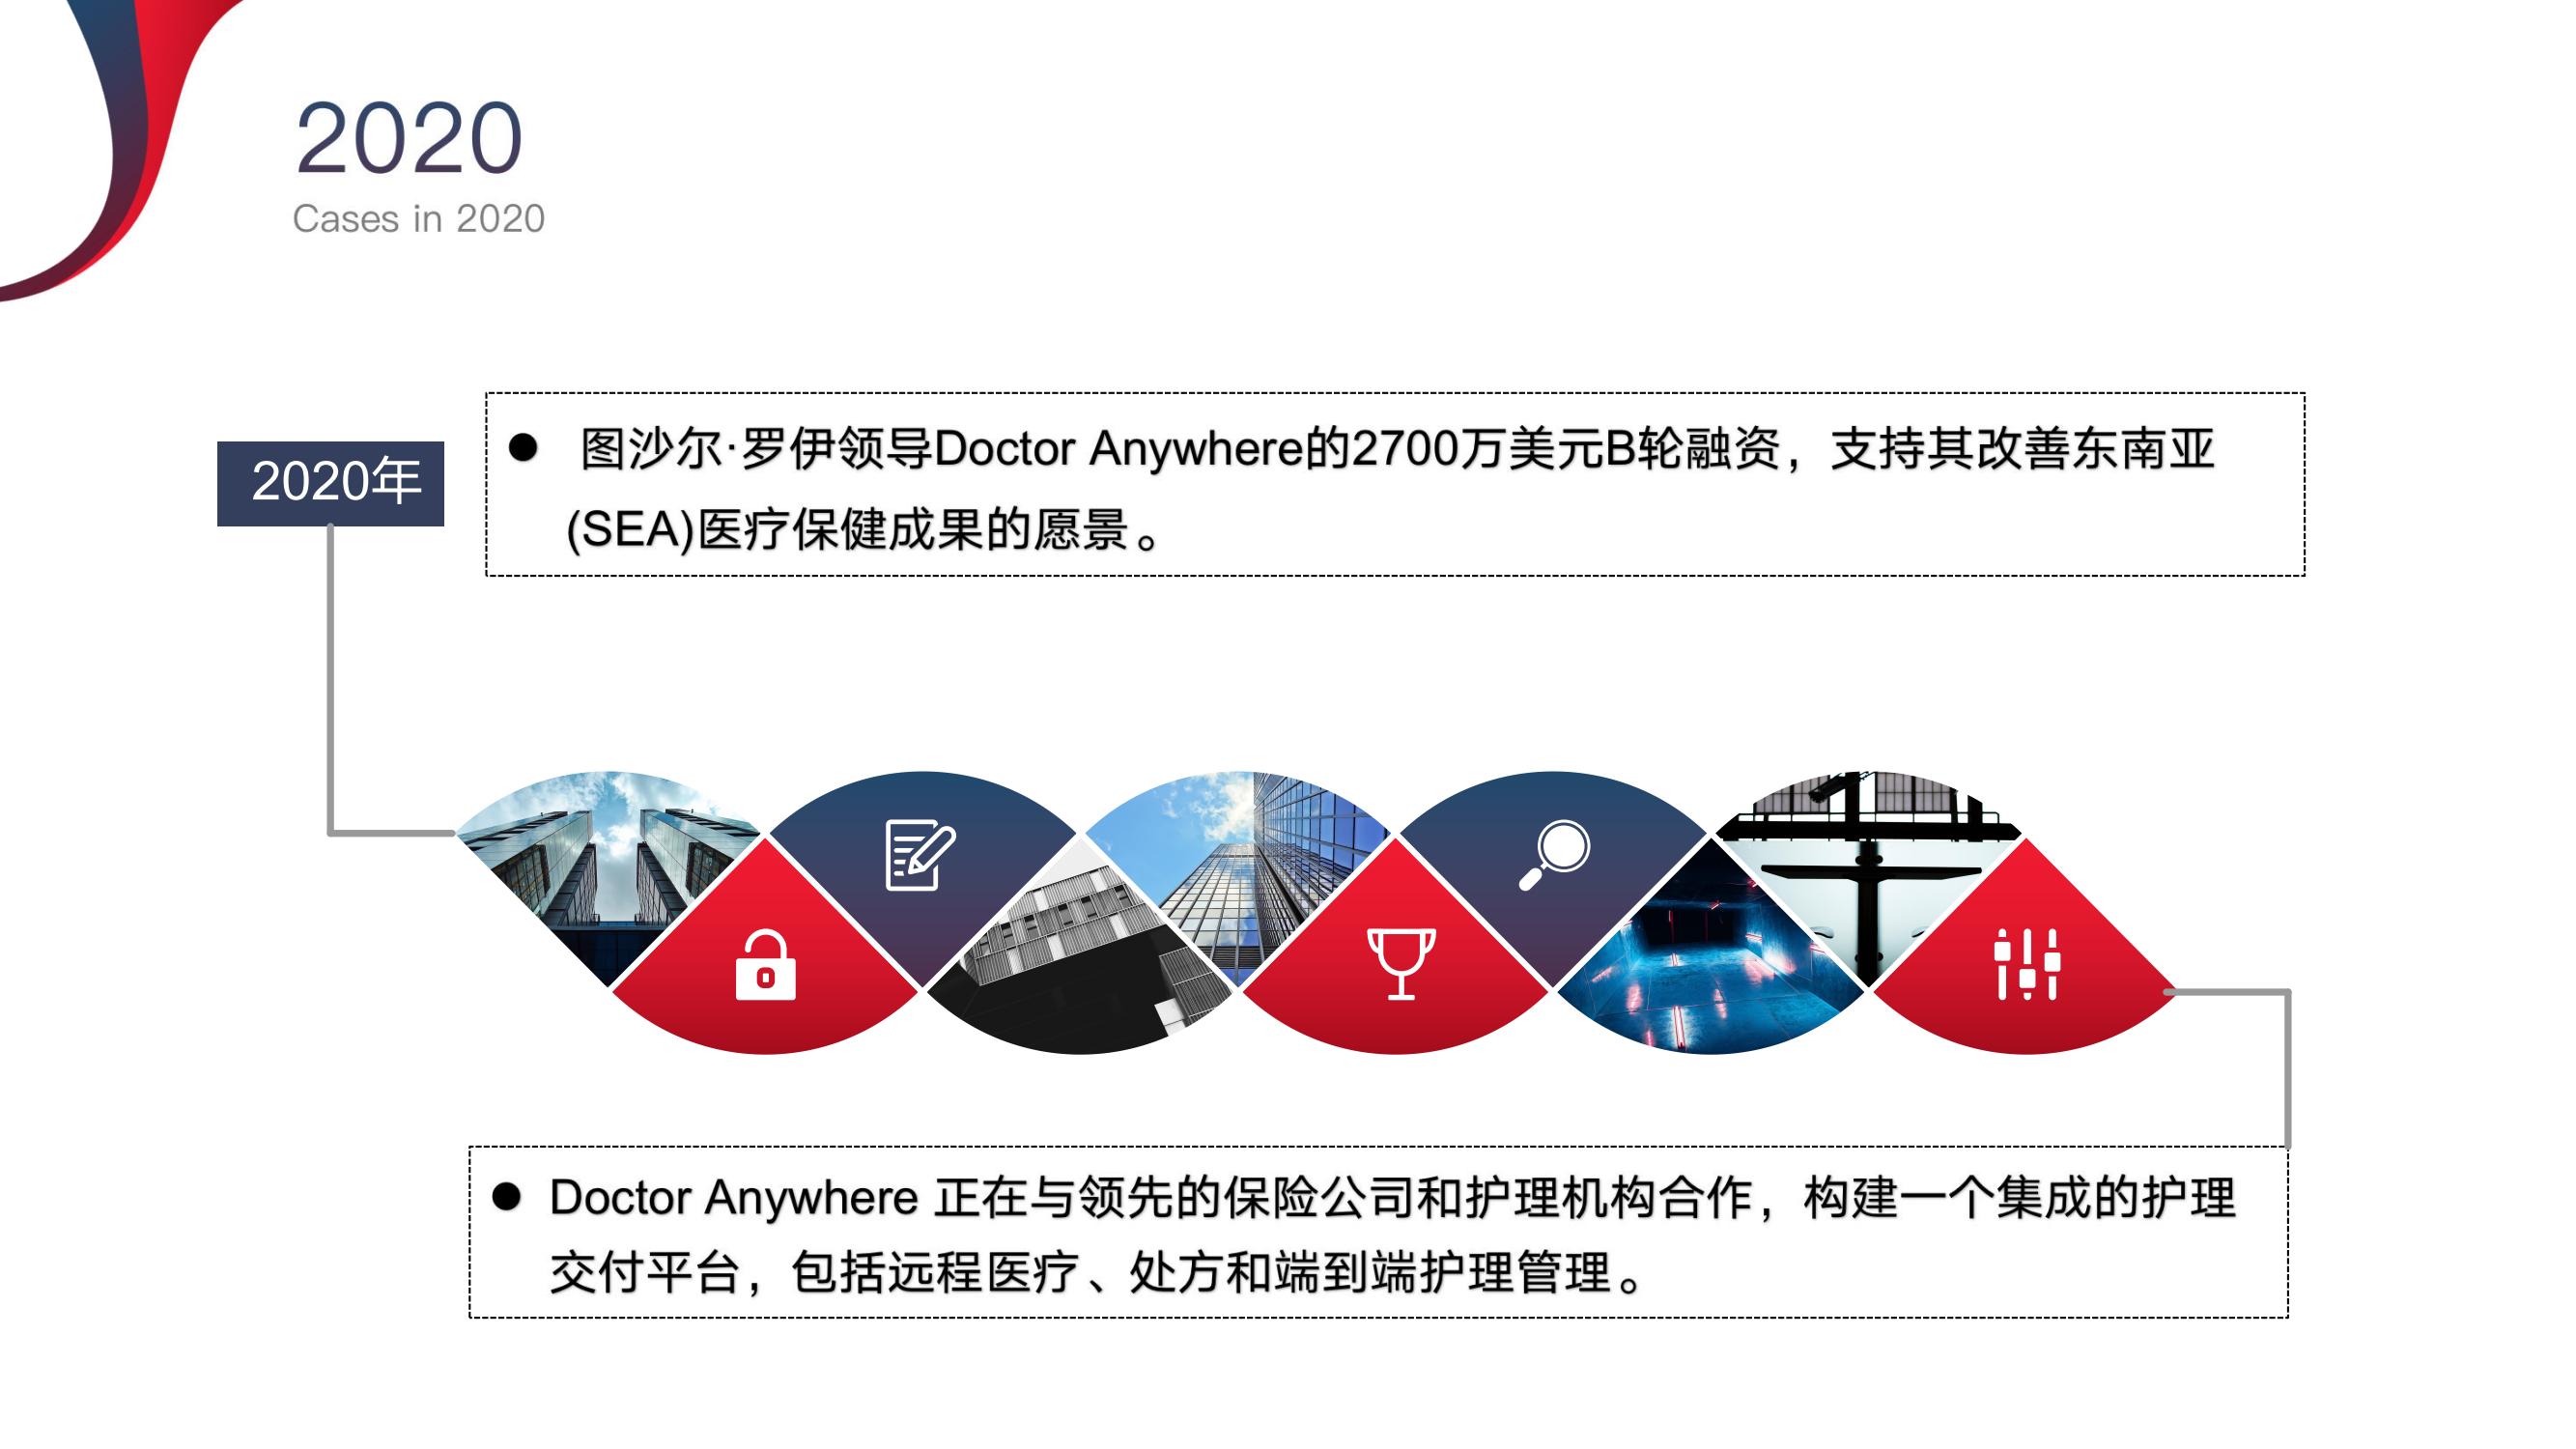 2020
Cases in 2020
2020年
● 图沙尔·罗伊领导Doctor Anywhere的2700万美元B轮融资，支持其改善东南亚
(SEA)医疗保健成果的愿景。
● Doctor Anywhere 正在与领先的保险公司和护理机构合作，构建一个集成的护理
交付平台，包括远程医疗、处方和端到端护理管理。